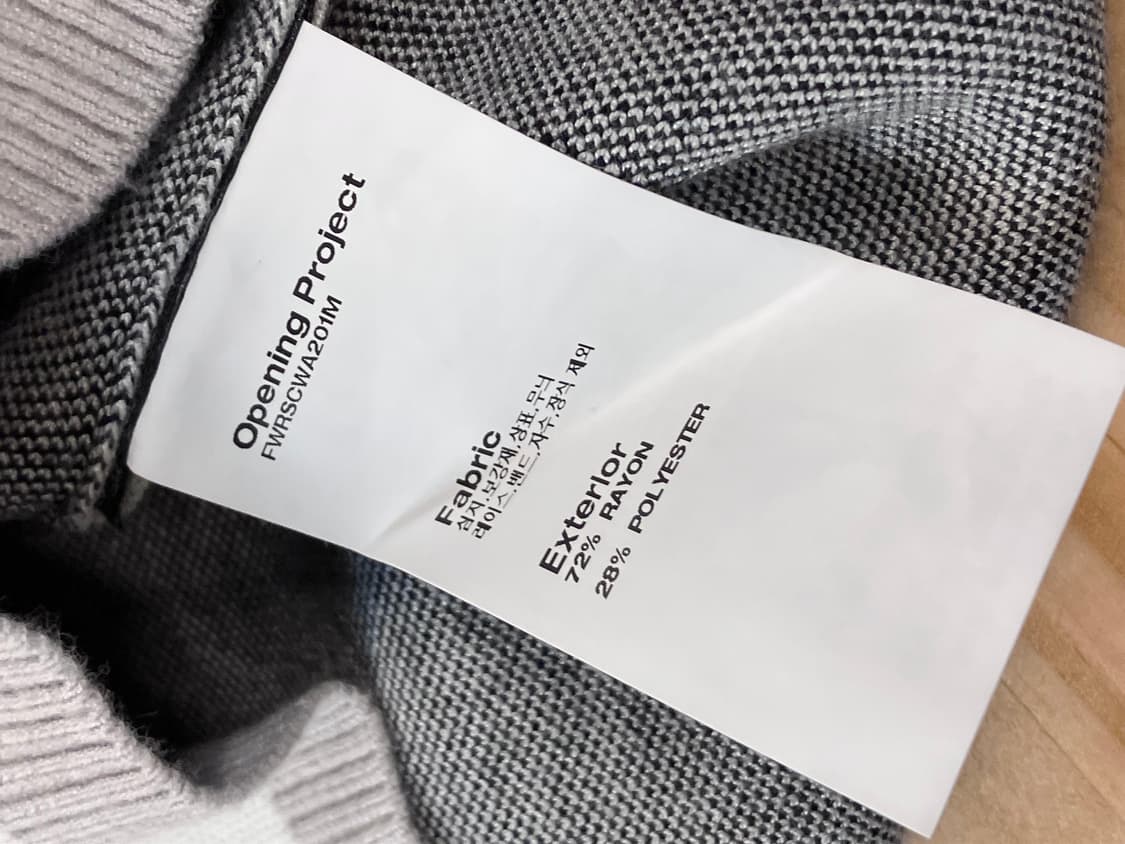 Opening Project
FWRSCWA201M
Fabric
심지.보강재.상표.무늬
레이스.밴드.자수.장식 제외
Exterior
72% RAYON
28% POLYESTER